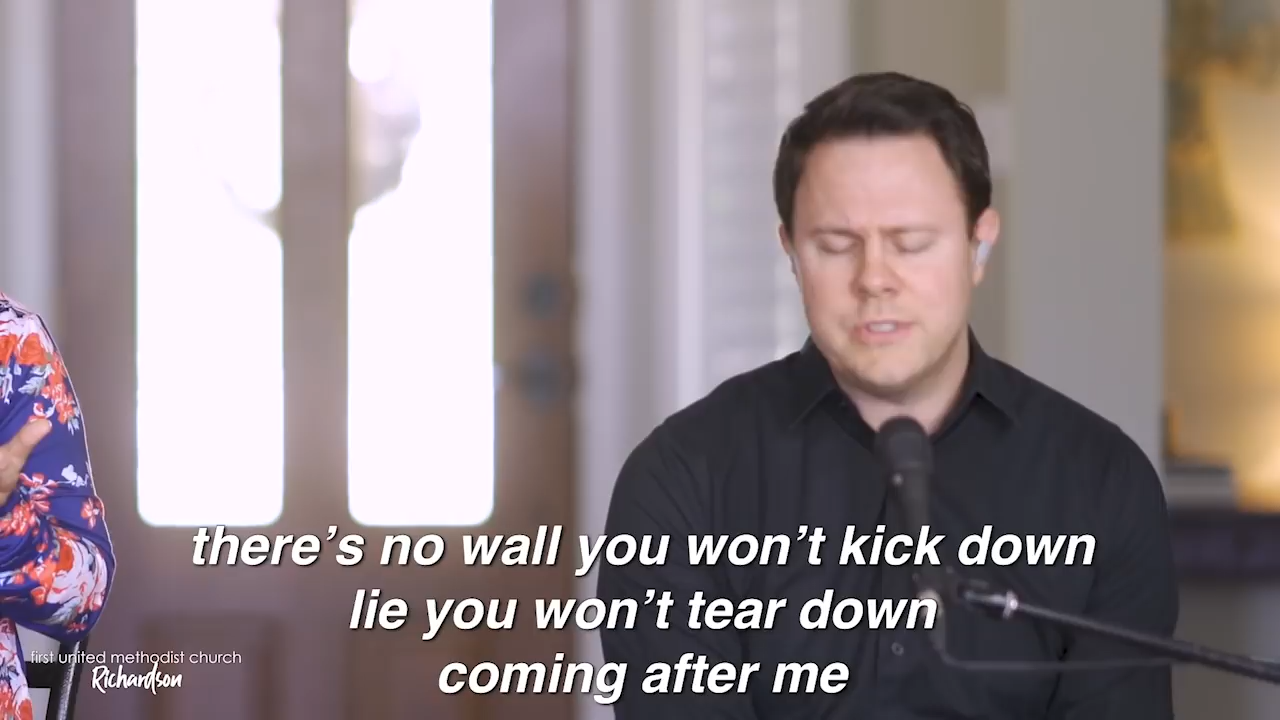 there's no wall you won't kick down
lie you won't tear down
coming after me
first united methodist church
Richardson